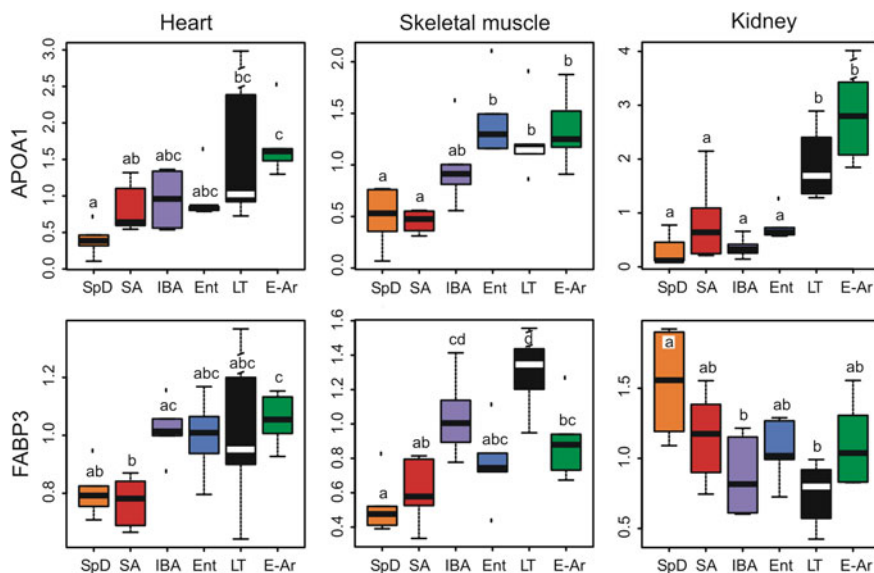 Heart Skeletal muscle Kidney
APOA1
3.0
2.5
2.0
1.5
1.0
0.5
0.0
a ab abc abc bc c
SpD SA IBA Ent LT E-Ar
2.0
1.5
1.0
0.5
0.0
a a ab b b b
SpD SA IBA Ent LT E-Ar
4
3
2
1
0
a a a a b b
SpD SA IBA Ent LT E-Ar
FABP3
1.2
1.0
0.8
ab b ac abc abc c
SpD SA IBA Ent LT E-Ar
1.6
1.4
1.2
1.0
0.8
0.6
0.4
a ab cd abc d bc
SpD SA IBA Ent LT E-Ar
1.5
1.0
0.5
a ab b ab b ab
SpD SA IBA Ent LT E-Ar